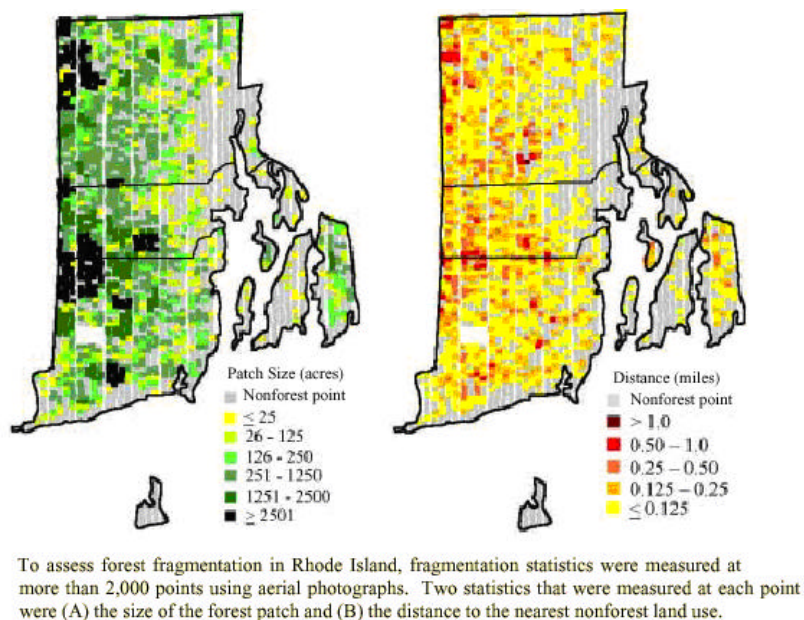 Patch Size (acres)
Nonforest point
≤ 25
26 - 125
126 - 250
251 - 1250
1251 - 2500
≥ 2501
Distance (miles)
Nonforest point
> 1.0
0.50 – 1.0
0.25 – 0.50
0.125 – 0.25
≤ 0.125
To assess forest fragmentation in Rhode Island, fragmentation statistics were measured at
more than 2,000 points using aerial photographs. Two statistics that were measured at each point
were (A) the size of the forest patch and (B) the distance to the nearest nonforest land use.